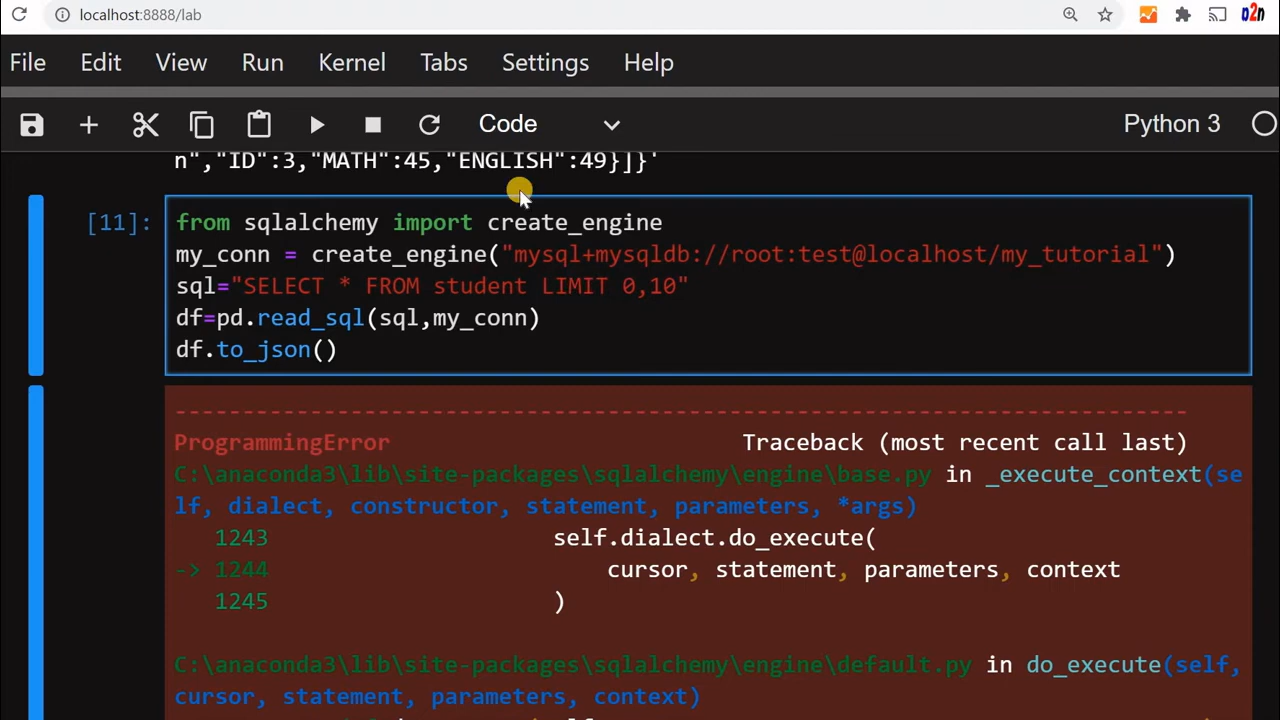 localhost:8888/lab
File Edit View Run Kernel Tabs Settings Help
Code Python 3
n","ID":3,"MATH":45,"ENGLISH":49}]}'
[11]: from sqlalchemy import create_engine
my_conn = create_engine("mysql+mysqldb://root:test@localhost/my_tutorial")
sql="SELECT * FROM student LIMIT 0,10"
df=pd.read_sql(sql,my_conn)
df.to_json()
---------------------------------------------------------------------------
ProgrammingError Traceback (most recent call last)
C:\anaconda3\lib\site-packages\sqlalchemy\engine\base.py in _execute_context(se
lf, dialect, constructor, statement, parameters, *args)
1243 self.dialect.do_execute(
-> 1244 cursor, statement, parameters, context
1245 )
C:\anaconda3\lib\site-packages\sqlalchemy\engine\default.py in do_execute(self,
cursor, statement, parameters, context)